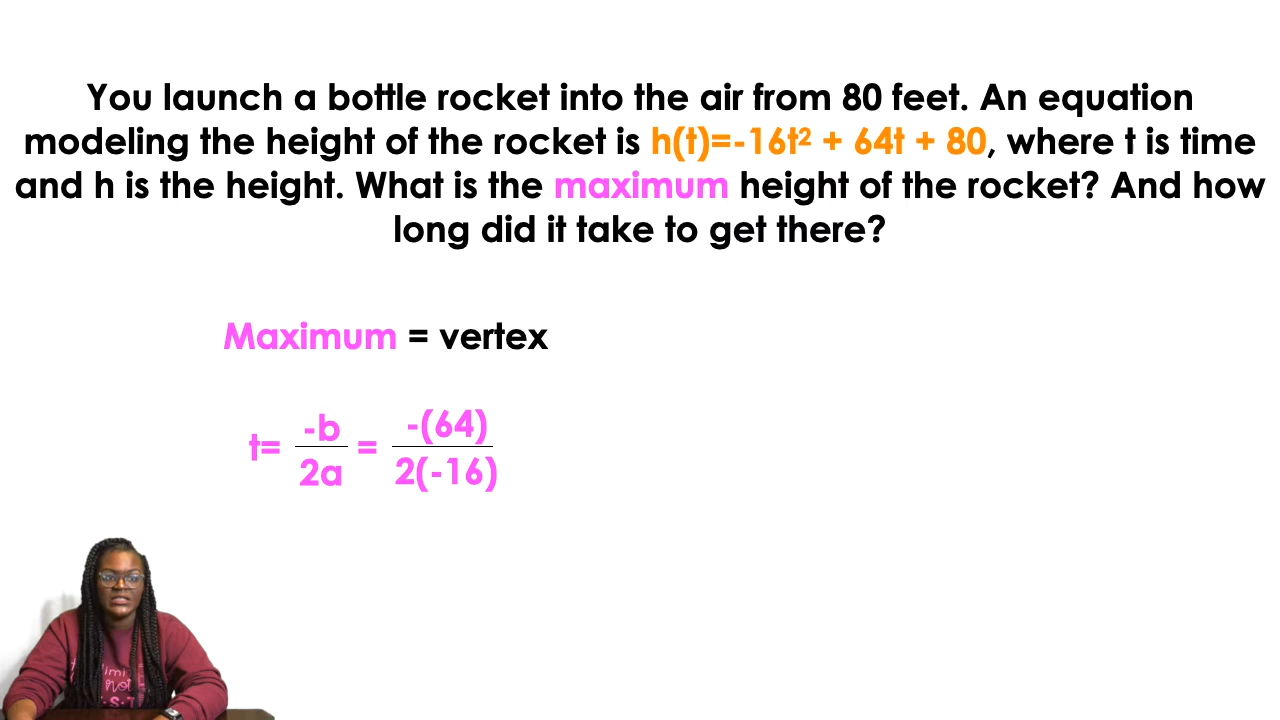 You launch a bottle rocket into the air from 80 feet. An equation
modeling the height of the rocket is h(t)=-16t² + 64t + 80, where t is time
and h is the height. What is the maximum height of the rocket? And how
long did it take to get there?
Maximum = vertex
t= -b/2a = -(64)/2(-16)
not